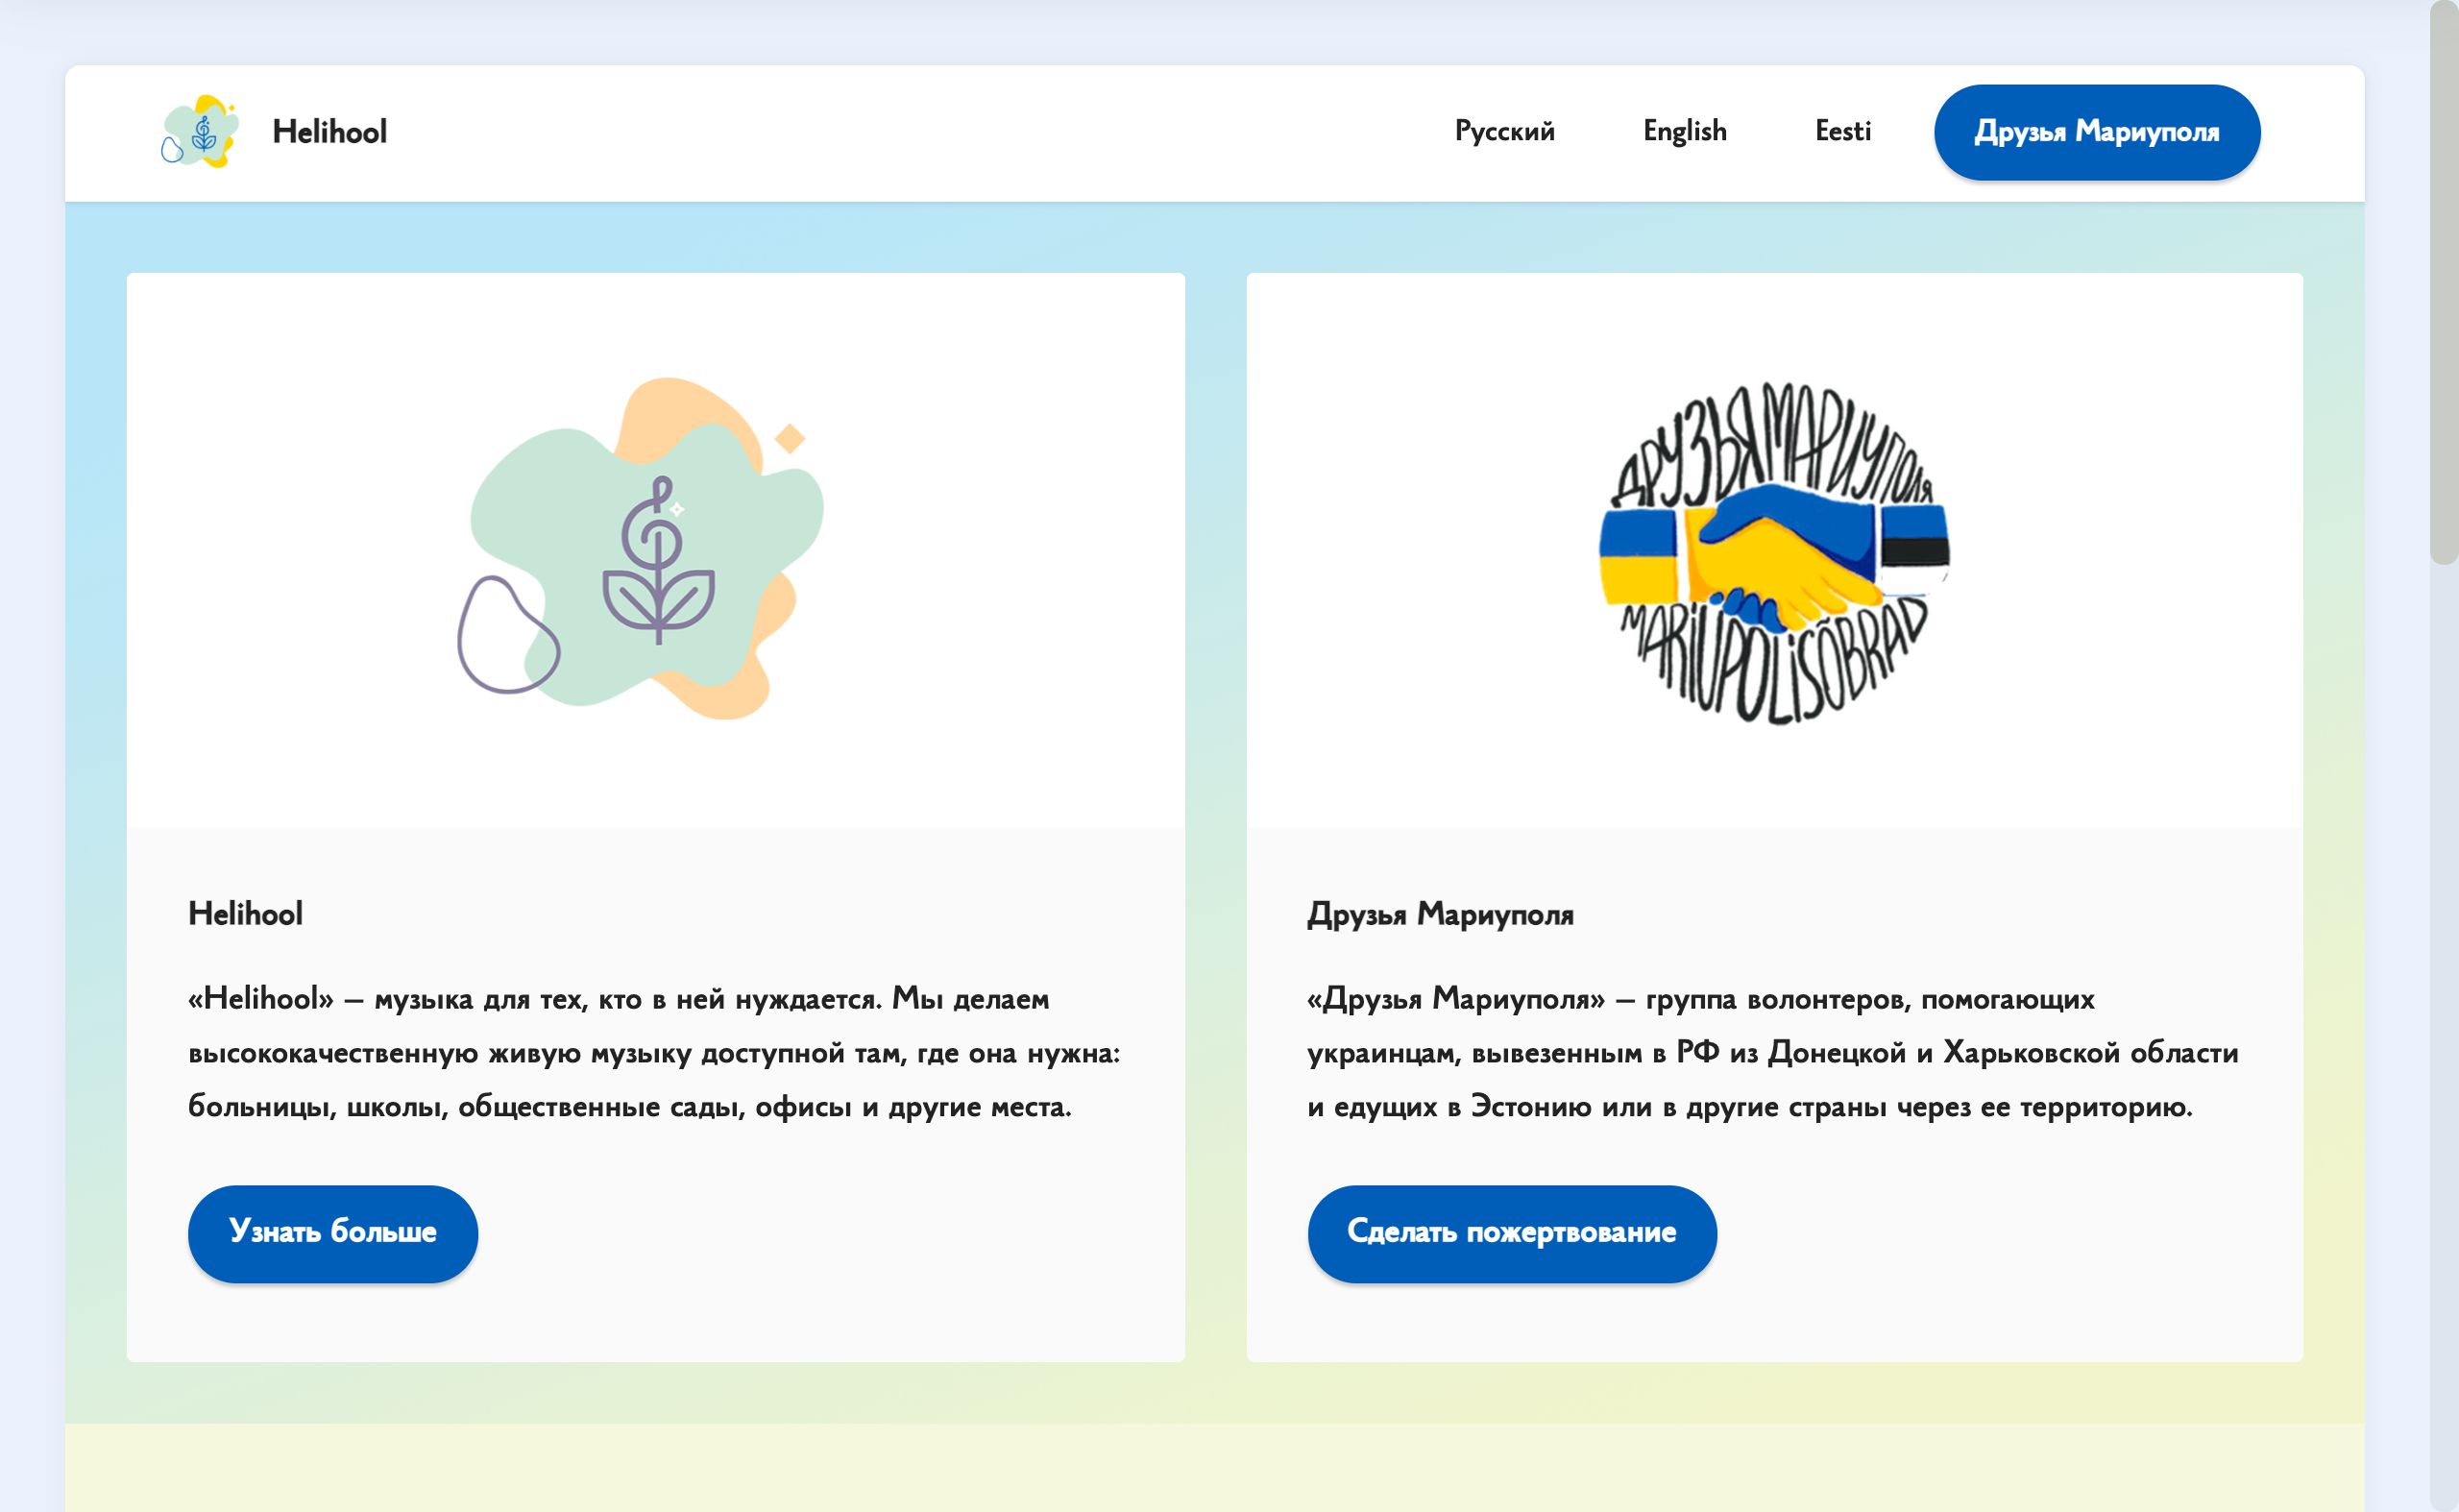 Helihool
Русский
English
Eesti
Друзья Мариуполя
ДРУЗЬЯ МАРИУПОЛЯ
MARIUPOLI SÕBRAD
Helihool
«Helihool» — музыка для тех, кто в ней нуждается. Мы делаем
высококачественную живую музыку доступной там, где она нужна:
больницы, школы, общественные сады, офисы и другие места.
Узнать больше
Друзья Мариуполя
«Друзья Мариуполя» — группа волонтеров, помогающих
украинцам, вывезенным в РФ из Донецкой и Харьковской области
и едущих в Эстонию или в другие страны через ее территорию.
Сделать пожертвование